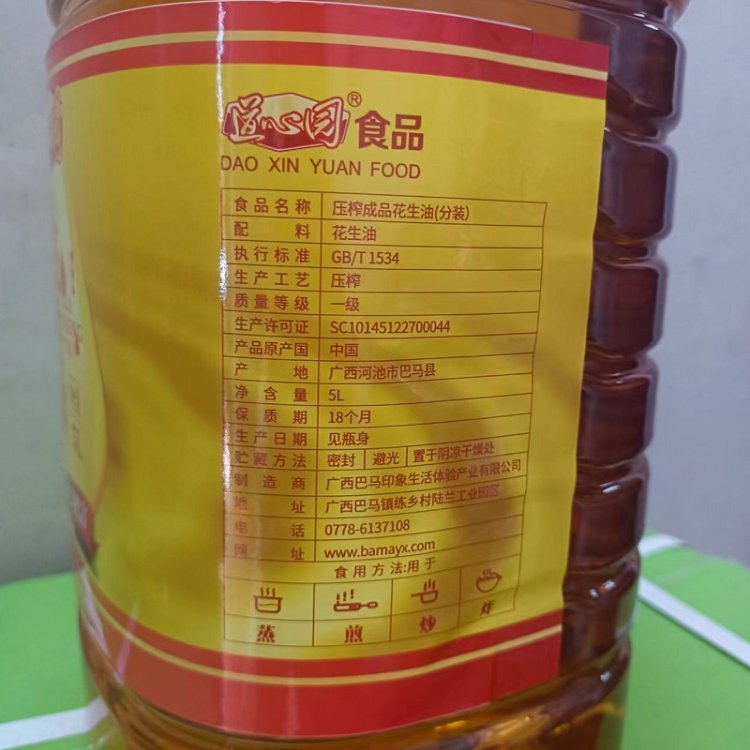 道心园® 食品
DAO XIN YUAN FOOD
食品名称 压榨成品花生油(分装)
配料 花生油
执行标准 GB/T 1534
生产工艺 压榨
质量等级 一级
生产许可证 SC10145122700044
产品原产国 中国
产地 广西河池市巴马县
净含量 5L
保质期 18个月
生产日期 见瓶身
贮藏方法 密封 避光 置于阴凉干燥处
制造商 广西巴马印象生活体验产业有限公司
地址 广西巴马镇练乡村陆兰工业园区
电话 0778-6137108
网址 www.bamayx.com
食用方法:用于
蒸 煎 炒 炸